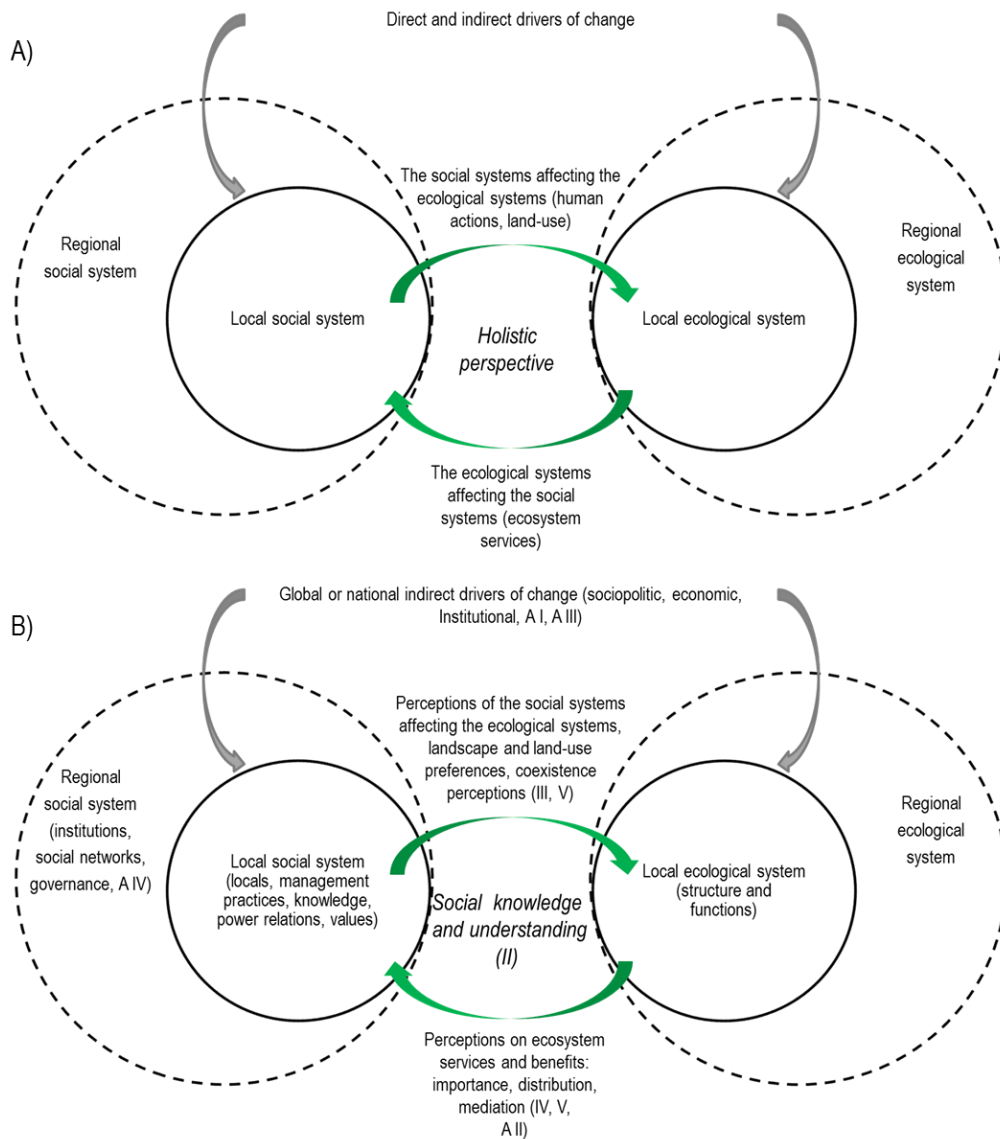 Direct and indirect drivers of change
A)
The social systems affecting the
ecological systems (human
actions, land-use)
Regional
social system
Regional
ecological
system
Local social system
Local ecological system
Holistic
perspective
The ecological systems
affecting the social
systems (ecosystem
services)
Global or national indirect drivers of change (sociopolitic, economic,
Institutional, A I, A III)
B)
Perceptions of the social systems
affecting the ecological systems,
landscape and land-use
preferences, coexistence
perceptions (III, V)
Regional
social system
(institutions,
social networks,
governance, A IV)
Regional
ecological
system
Local social system
(locals, management
practices, knowledge,
power relations, values)
Local ecological system
(structure and
functions)
Social knowledge
and understanding
(II)
Perceptions on ecosystem
services and benefits:
importance, distribution,
mediation (IV, V,
A II)